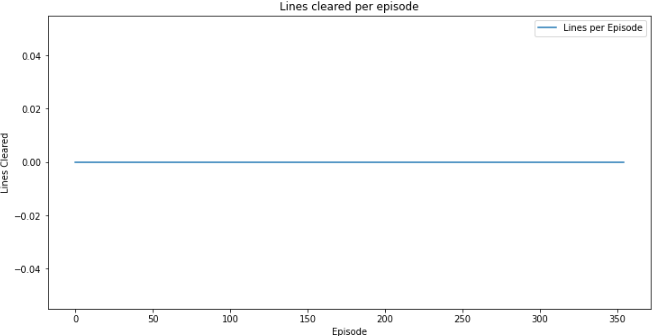 Lines cleared per episode
Lines per Episode
0.04
0.02
0.00
−0.02
−0.04
Lines Cleared
0 50 100 150 200 250 300 350
Episode